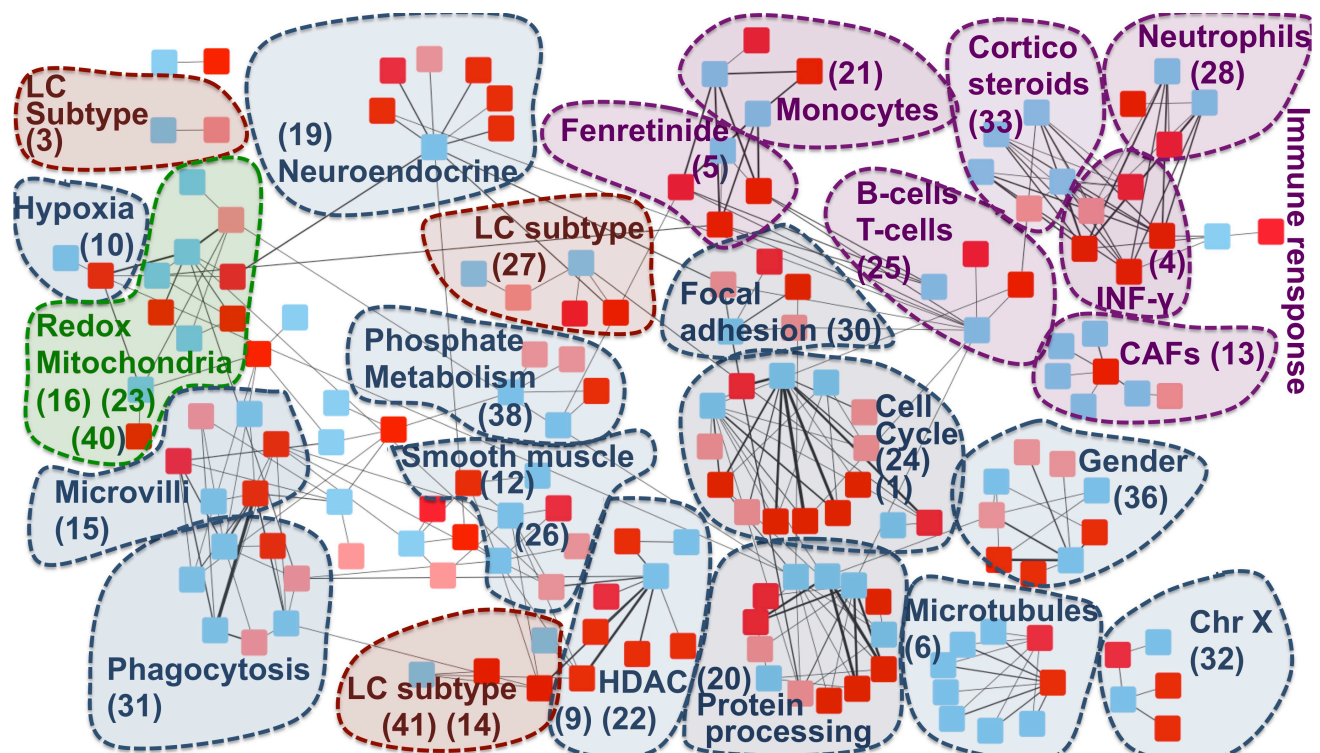 LC
Subtype
(3)
(19)
Neuroendocrine
(21)
Monocytes
Fenretinide
(5)
Cortico
steroids
(33)
Neutrophils
(28)
Immune rensponse
Hypoxia
(10)
LC subtype
(27)
B-cells
T-cells
(25)
(4)
INF-γ
Redox
Mitochondria
(16) (23)
(40)
Phosphate
Metabolism
(38)
Focal
adhesion (30)
CAFs (13)
Cell
Cycle
(24)
(1)
Microvilli
(15)
Smooth muscle
(12)
(26)
Gender
(36)
Phagocytosis
(31)
LC subtype
(41) (14)
HDAC
(9) (22)
(20)
Protein
processing
Microtubules
(6)
Chr X
(32)